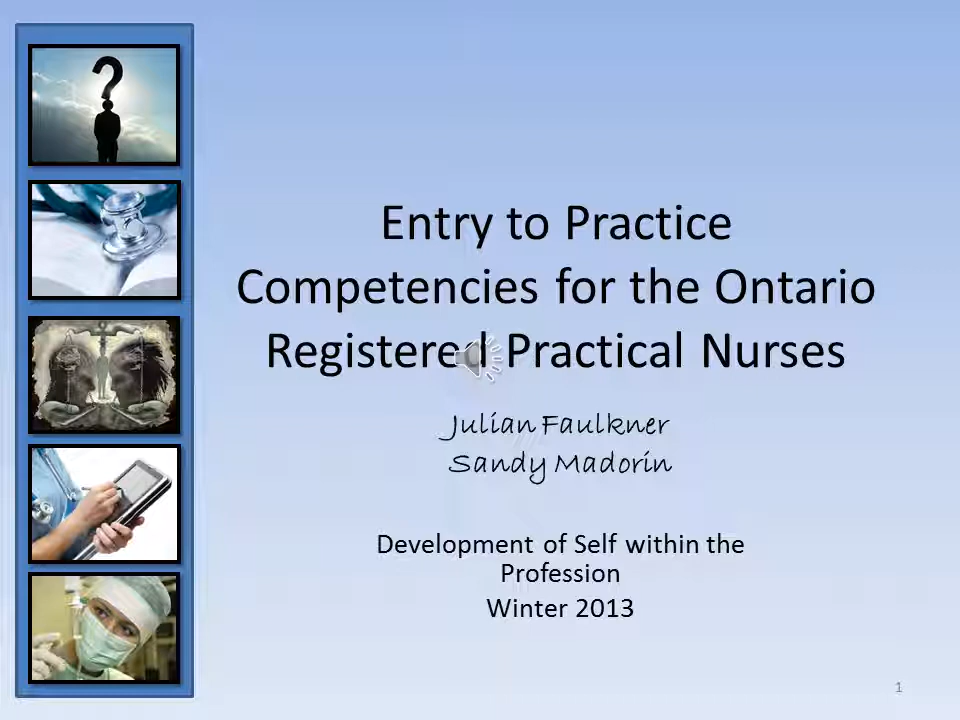 Entry to Practice
Competencies for the Ontario
Registered Practical Nurses
Julian Faulkner
Sandy Madorin
Development of Self within the
Profession
Winter 2013
1